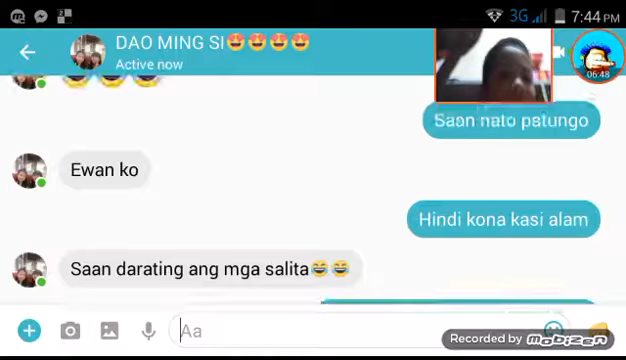 3G 7:44 PM
DAO MING SI😍😍😍😍
Active now
06:48
Saan nato patungo
Ewan ko
Hindi kona kasi alam
Saan darating ang mga salita😂😂
Aa
Recorded by mobizen